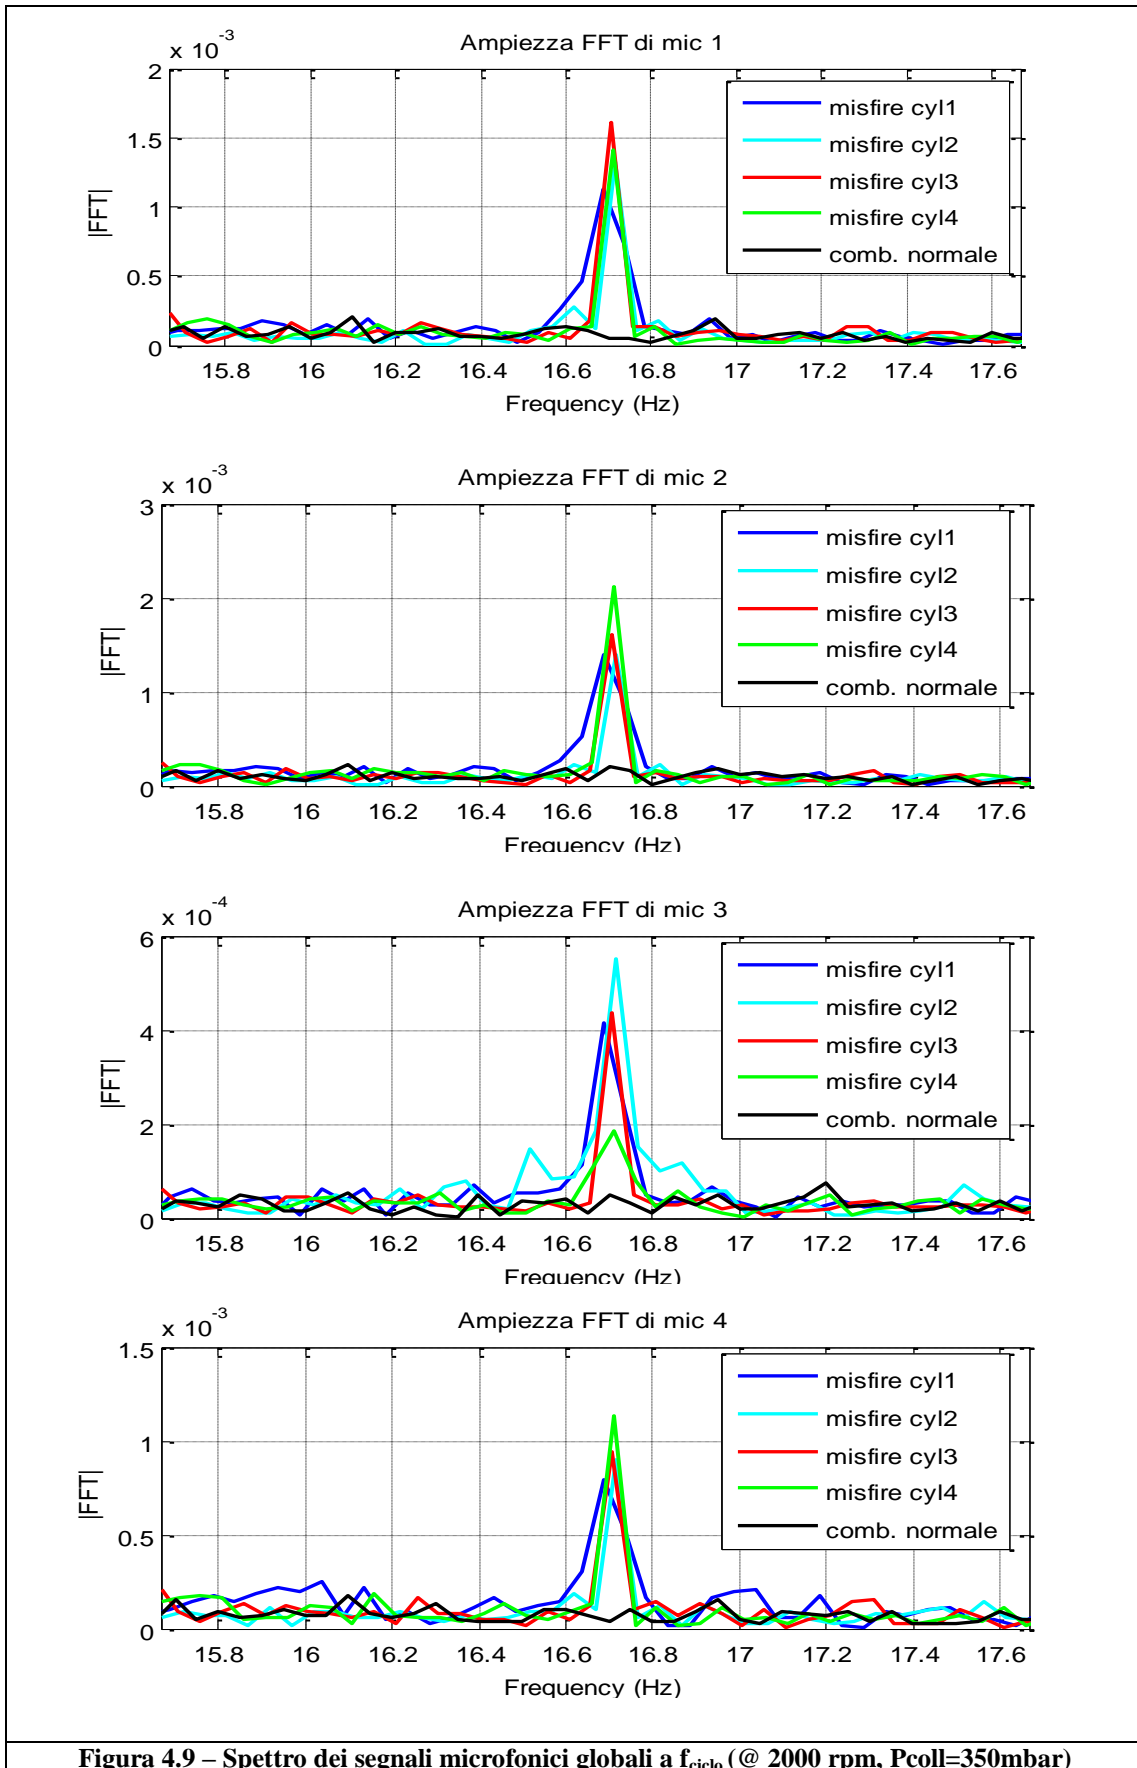 Ampiezza FFT di mic 1
x 10-3
2
1.5
1
0.5
0
|FFT|
misfire cyl1
misfire cyl2
misfire cyl3
misfire cyl4
comb. normale
15.8 16 16.2 16.4 16.6 16.8 17 17.2 17.4 17.6
Frequency (Hz)
Ampiezza FFT di mic 2
x 10-3
3
2
1
0
|FFT|
misfire cyl1
misfire cyl2
misfire cyl3
misfire cyl4
comb. normale
15.8 16 16.2 16.4 16.6 16.8 17 17.2 17.4 17.6
Frequency (Hz)
Ampiezza FFT di mic 3
x 10-4
6
4
2
0
|FFT|
misfire cyl1
misfire cyl2
misfire cyl3
misfire cyl4
comb. normale
15.8 16 16.2 16.4 16.6 16.8 17 17.2 17.4 17.6
Frequency (Hz)
Ampiezza FFT di mic 4
x 10-3
1.5
1
0.5
0
|FFT|
misfire cyl1
misfire cyl2
misfire cyl3
misfire cyl4
comb. normale
15.8 16 16.2 16.4 16.6 16.8 17 17.2 17.4 17.6
Frequency (Hz)
Figura 4.9 – Spettro dei segnali microfonici globali a fciclo (@ 2000 rpm, Pcoll=350mbar)